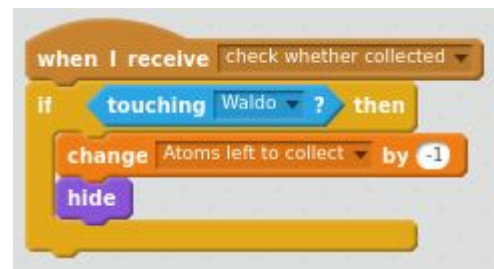 when I receive check whether collected
if touching Waldo ? then
change Atoms left to collect by -1
hide